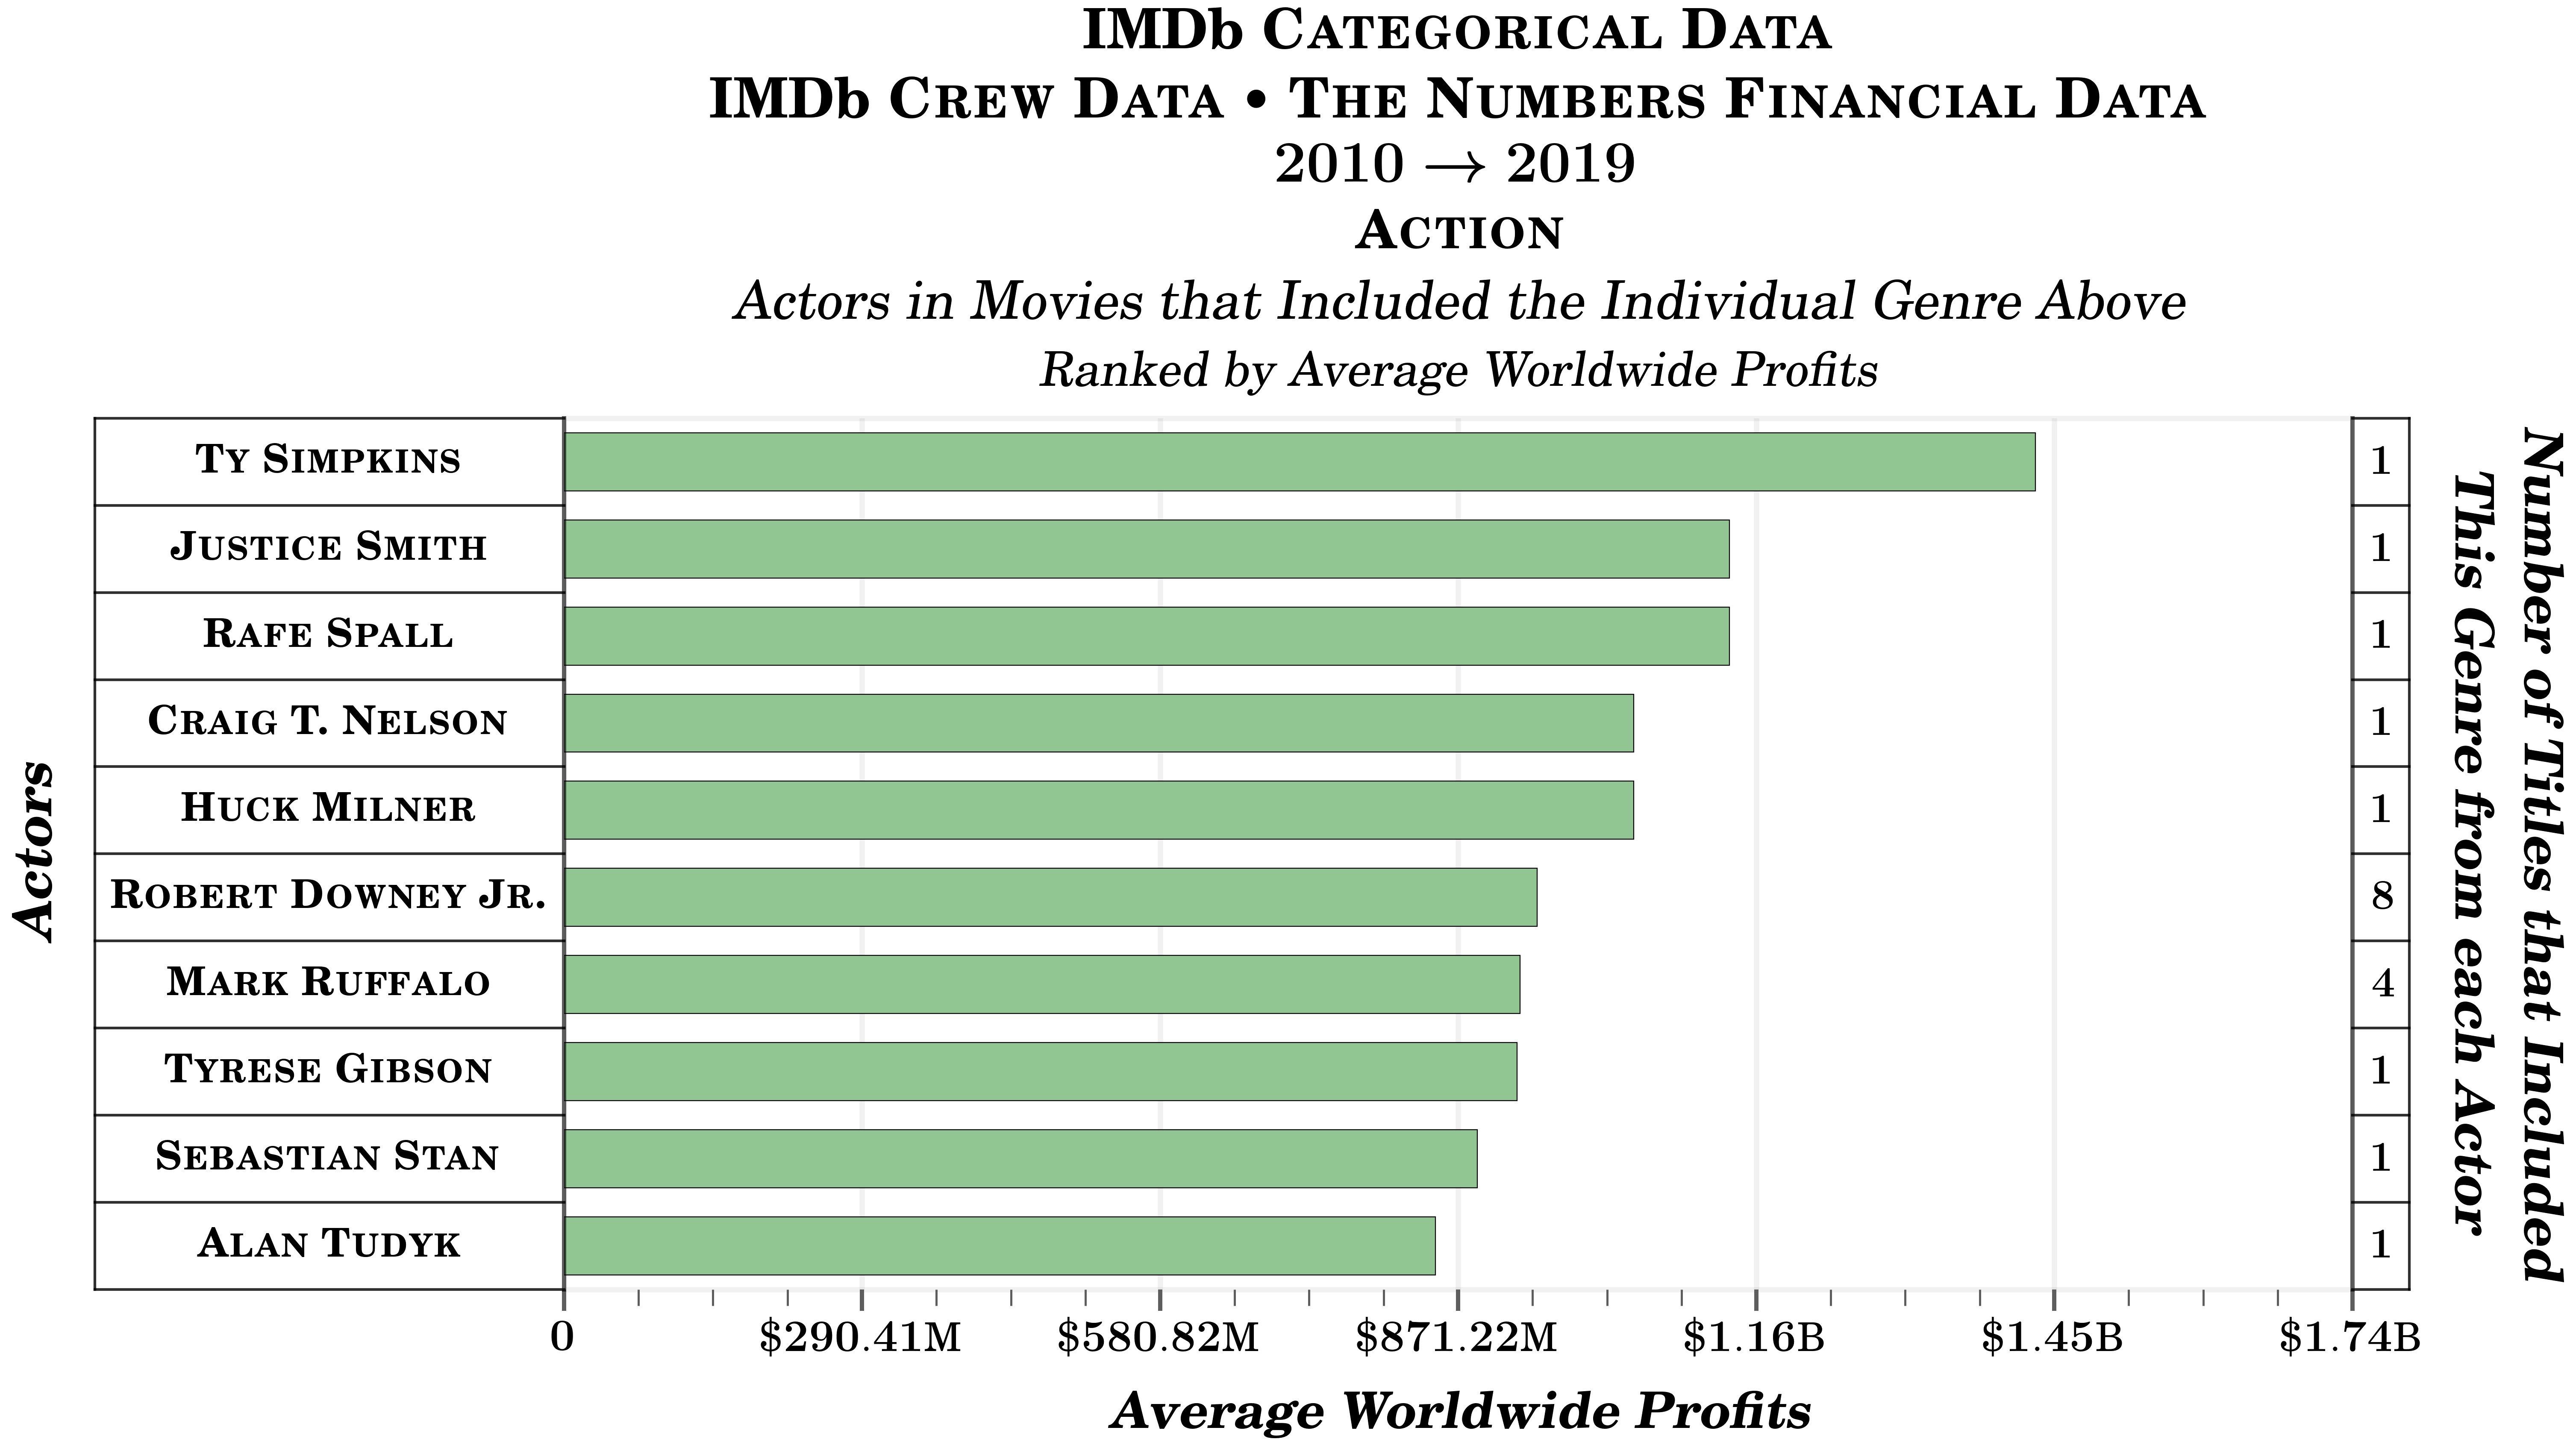 IMDb Categorical Data
IMDb Crew Data • The Numbers Financial Data
2010 → 2019
Action
Actors in Movies that Included the Individual Genre Above
Ranked by Average Worldwide Profits
Actors
Ty Simpkins 1
Justice Smith 1
Rafe Spall 1
Craig T. Nelson 1
Huck Milner 1
Robert Downey Jr. 8
Mark Ruffalo 4
Tyrese Gibson 1
Sebastian Stan 1
Alan Tudyk 1
Number of Titles that Included
This Genre from each Actor
0 $290.41M $580.82M $871.22M $1.16B $1.45B $1.74B
Average Worldwide Profits